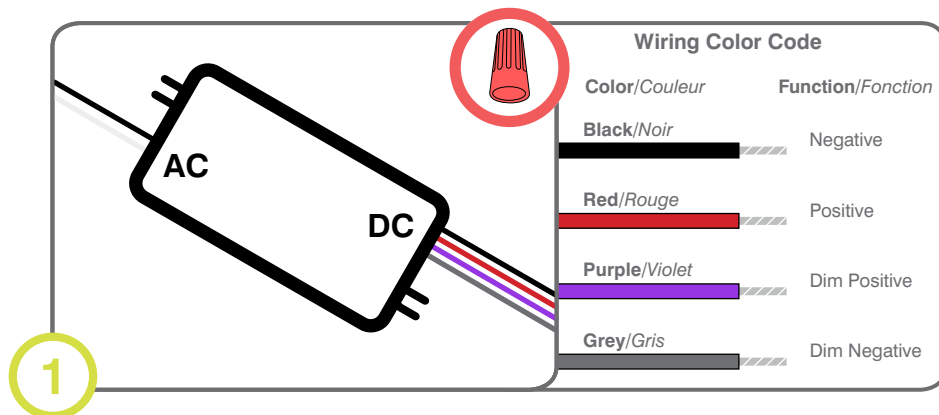 Wiring Color Code
Color/Couleur Function/Fonction
Black/Noir
Negative
Red/Rouge
Positive
Purple/Violet
Dim Positive
Grey/Gris
Dim Negative
AC
DC
1